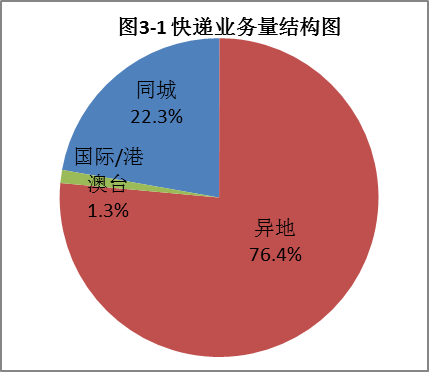 图3-1 快递业务量结构图
同城
22.3%
国际/港
澳台
1.3%
异地
76.4%